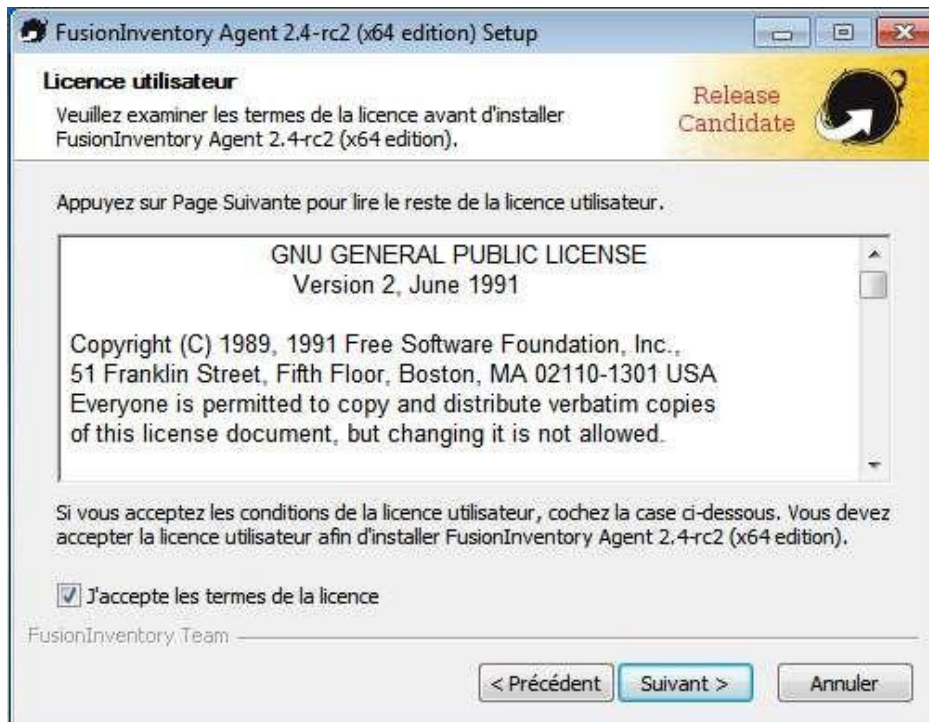 FusionInventory Agent 2.4-rc2 (x64 edition) Setup
Licence utilisateur
Veuillez examiner les termes de la licence avant d'installer
FusionInventory Agent 2.4-rc2 (x64 edition).
Release
Candidate
Appuyez sur Page Suivante pour lire le reste de la licence utilisateur.
GNU GENERAL PUBLIC LICENSE
Version 2, June 1991
Copyright (C) 1989, 1991 Free Software Foundation, Inc.,
51 Franklin Street, Fifth Floor, Boston, MA 02110-1301 USA
Everyone is permitted to copy and distribute verbatim copies
of this license document, but changing it is not allowed.
Si vous acceptez les conditions de la licence utilisateur, cochez la case ci-dessous. Vous devez
accepter la licence utilisateur afin d'installer FusionInventory Agent 2.4-rc2 (x64 edition).
J'accepte les termes de la licence
FusionInventory Team
< Précédent
Suivant >
Annuler